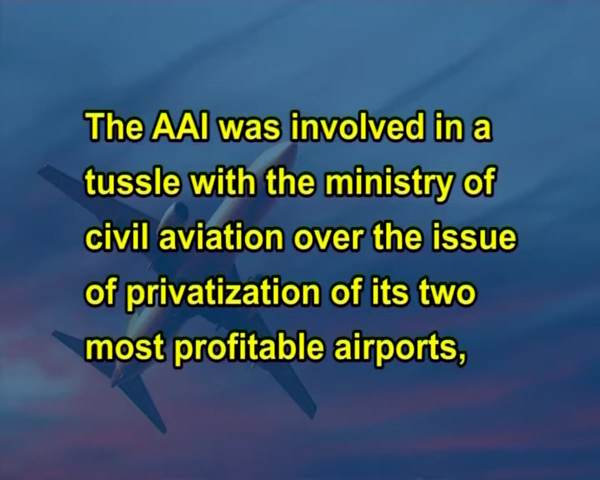 The AAI was involved in a
tussle with the ministry of
civil aviation over the issue
of privatization of its two
most profitable airports,